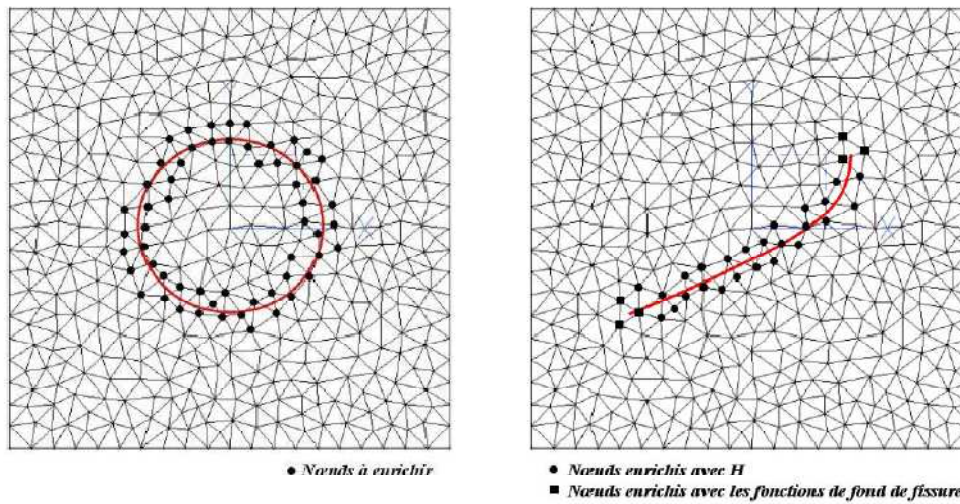 ● Nœuds à enrichir
● Nœuds enrichis avec H
■ Nœuds enrichis avec les fonctions de fond de fissure